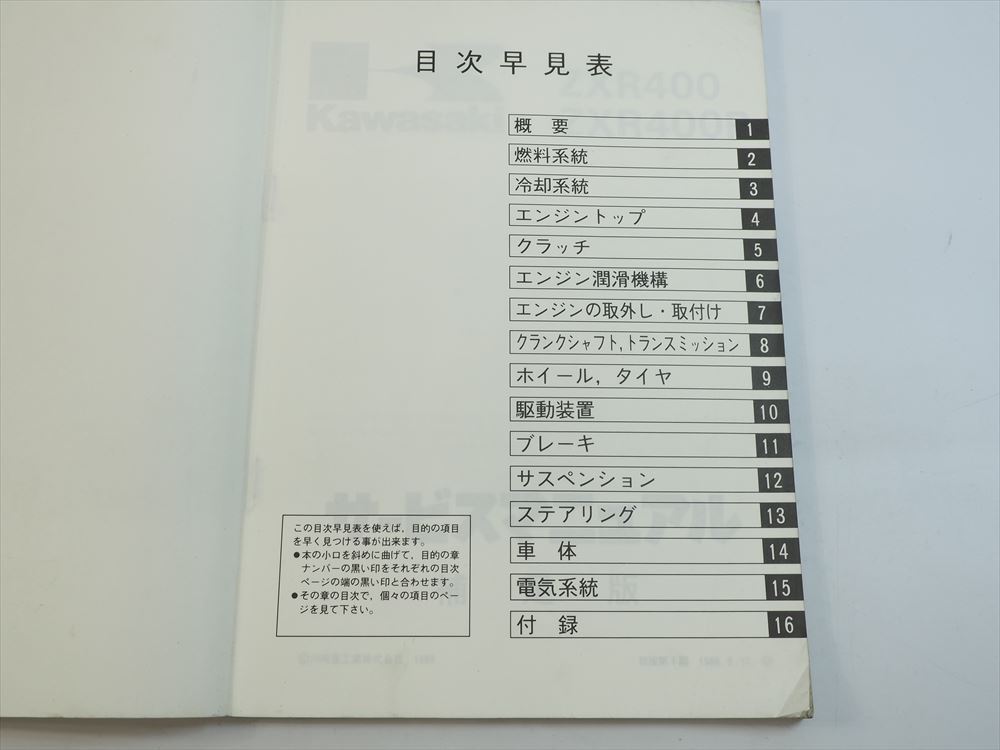 目次早見表
概 要 1
燃料系統 2
冷却系統 3
エンジントップ 4
クラッチ 5
エンジン潤滑機構 6
エンジンの取外し・取付け 7
クランクシャフト,トランスミッション 8
ホイール,タイヤ 9
駆動装置 10
ブレーキ 11
サスペンション 12
ステアリング 13
車 体 14
電気系統 15
付 録 16
この目次早見表を使えば,目的の項目
を早く見つける事が出来ます。
●本の小口を斜めに曲げて,目的の章
ナンバーの黒い印をそれぞれの目次
ページの端の黒い印と合わせます。
●その章の目次で,個々の項目のペー
ジを見て下さい。
ZXR400
Kawasaki
ZXR400R
サービスマニュアル